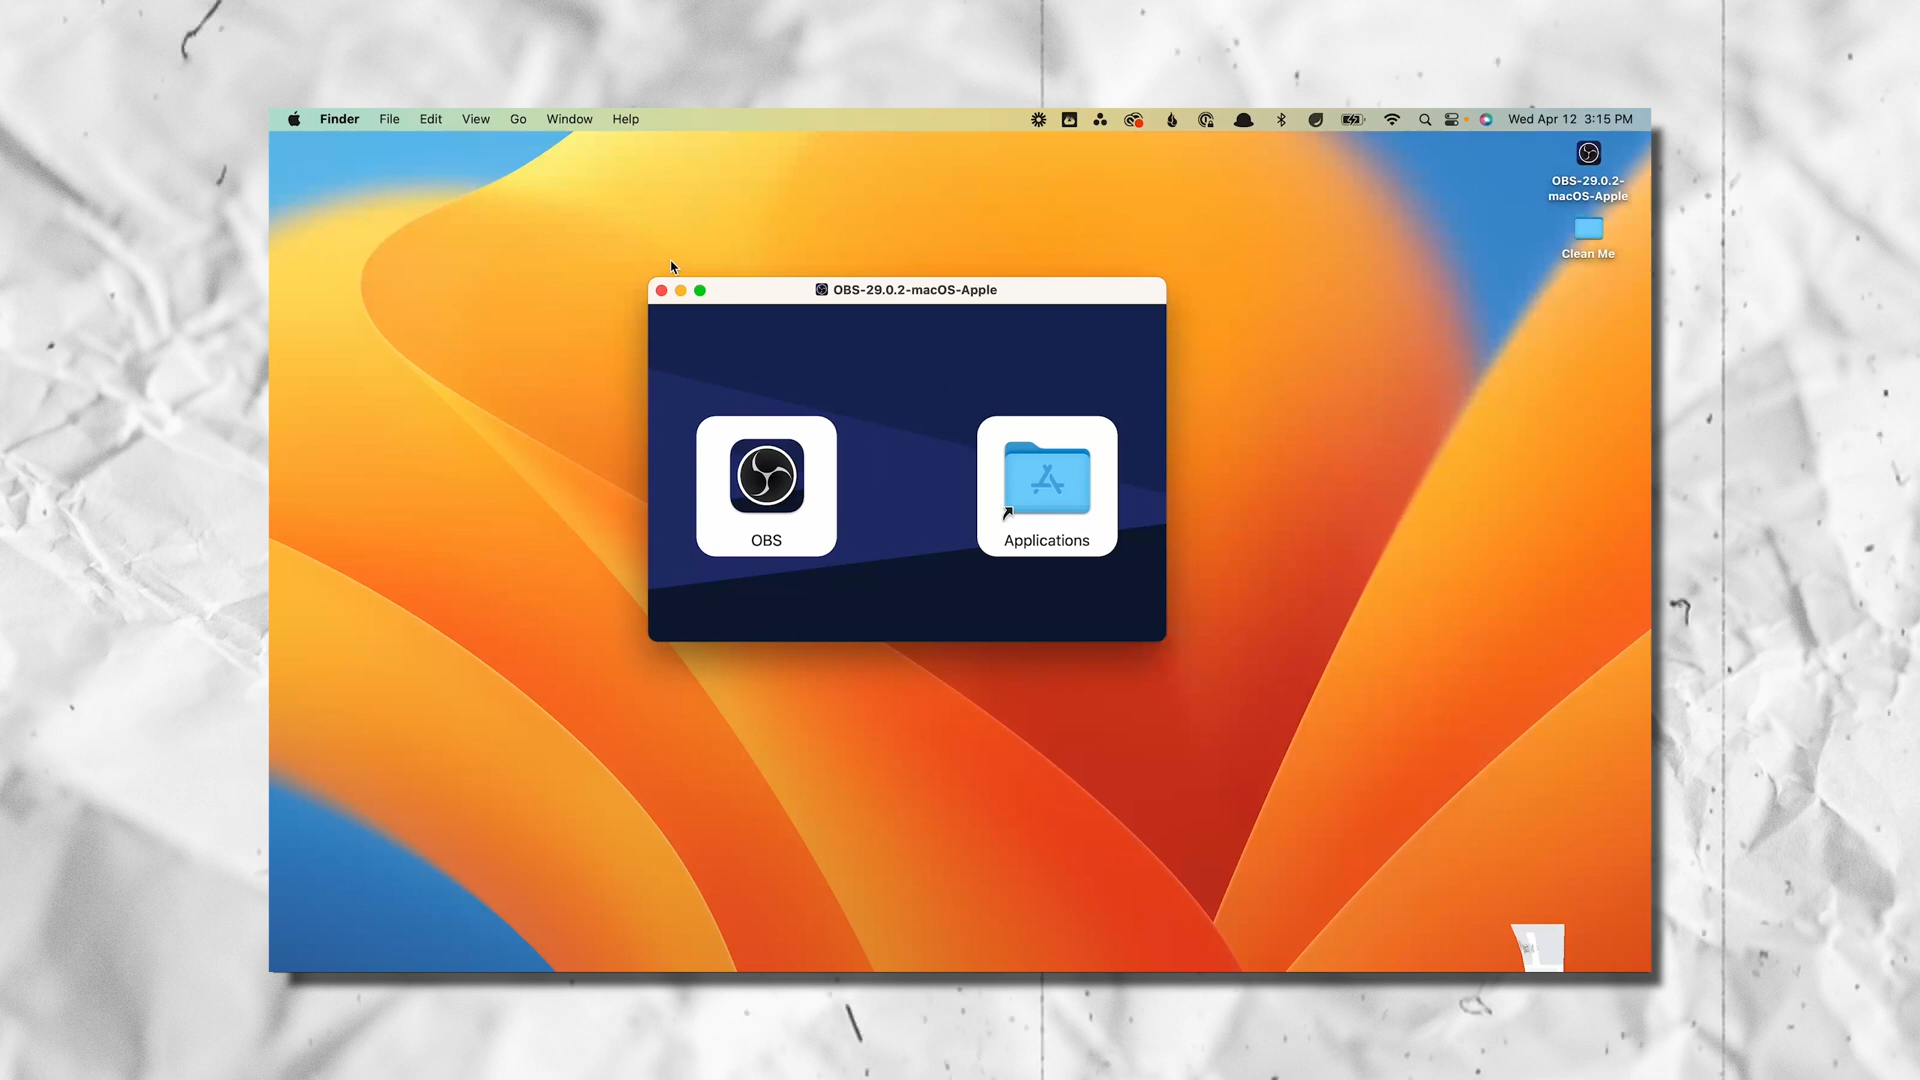 Finder File Edit View Go Window Help Wed Apr 12 3:15 PM
OBS-29.0.2-
macOS-Apple
Clean Me
OBS-29.0.2-macOS-Apple
OBS Applications